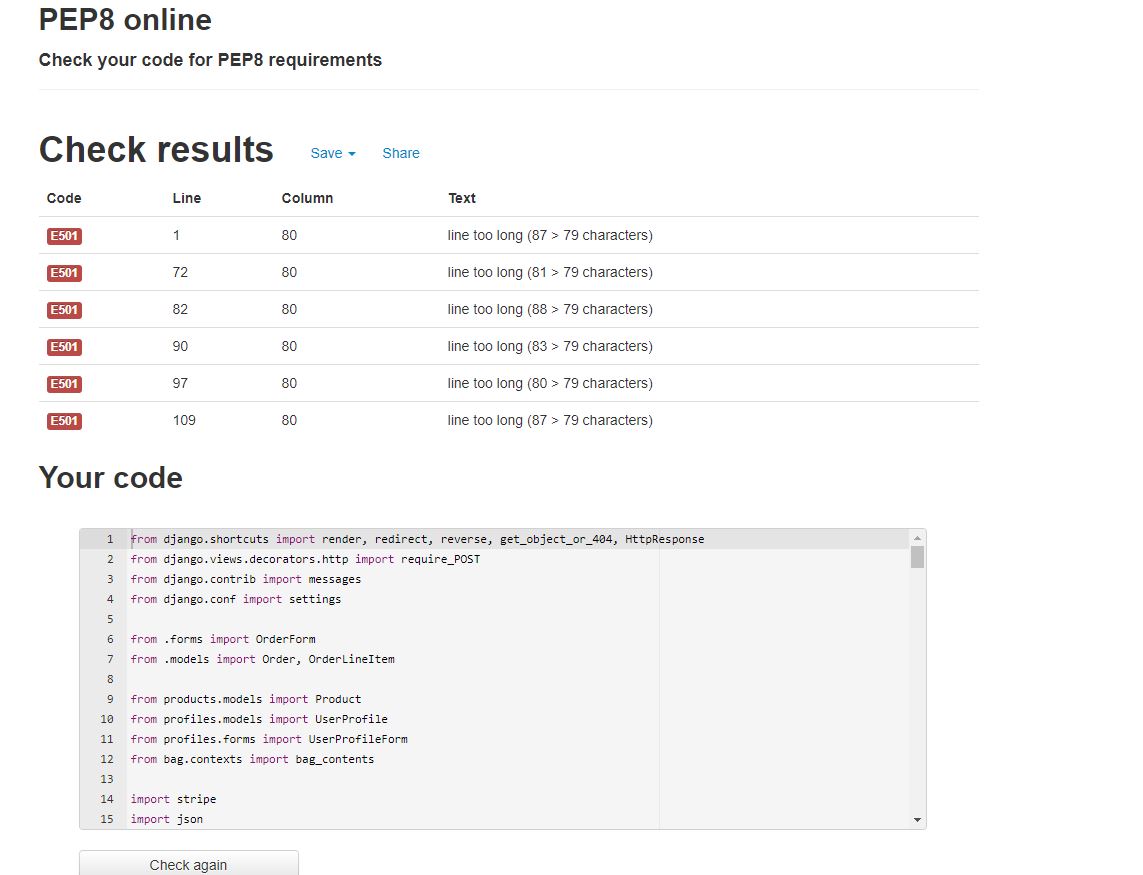 PEP8 online
Check your code for PEP8 requirements
Check results Save Share
Code Line Column Text
E501 1 80 line too long (87 > 79 characters)
E501 72 80 line too long (81 > 79 characters)
E501 82 80 line too long (88 > 79 characters)
E501 90 80 line too long (83 > 79 characters)
E501 97 80 line too long (80 > 79 characters)
E501 109 80 line too long (87 > 79 characters)
Your code
1 from django.shortcuts import render, redirect, reverse, get_object_or_404, HttpResponse
2 from django.views.decorators.http import require_POST
3 from django.contrib import messages
4 from django.conf import settings
5
6 from .forms import OrderForm
7 from .models import Order, OrderLineItem
8
9 from products.models import Product
10 from profiles.models import UserProfile
11 from profiles.forms import UserProfileForm
12 from bag.contexts import bag_contents
13
14 import stripe
15 import json
Check again